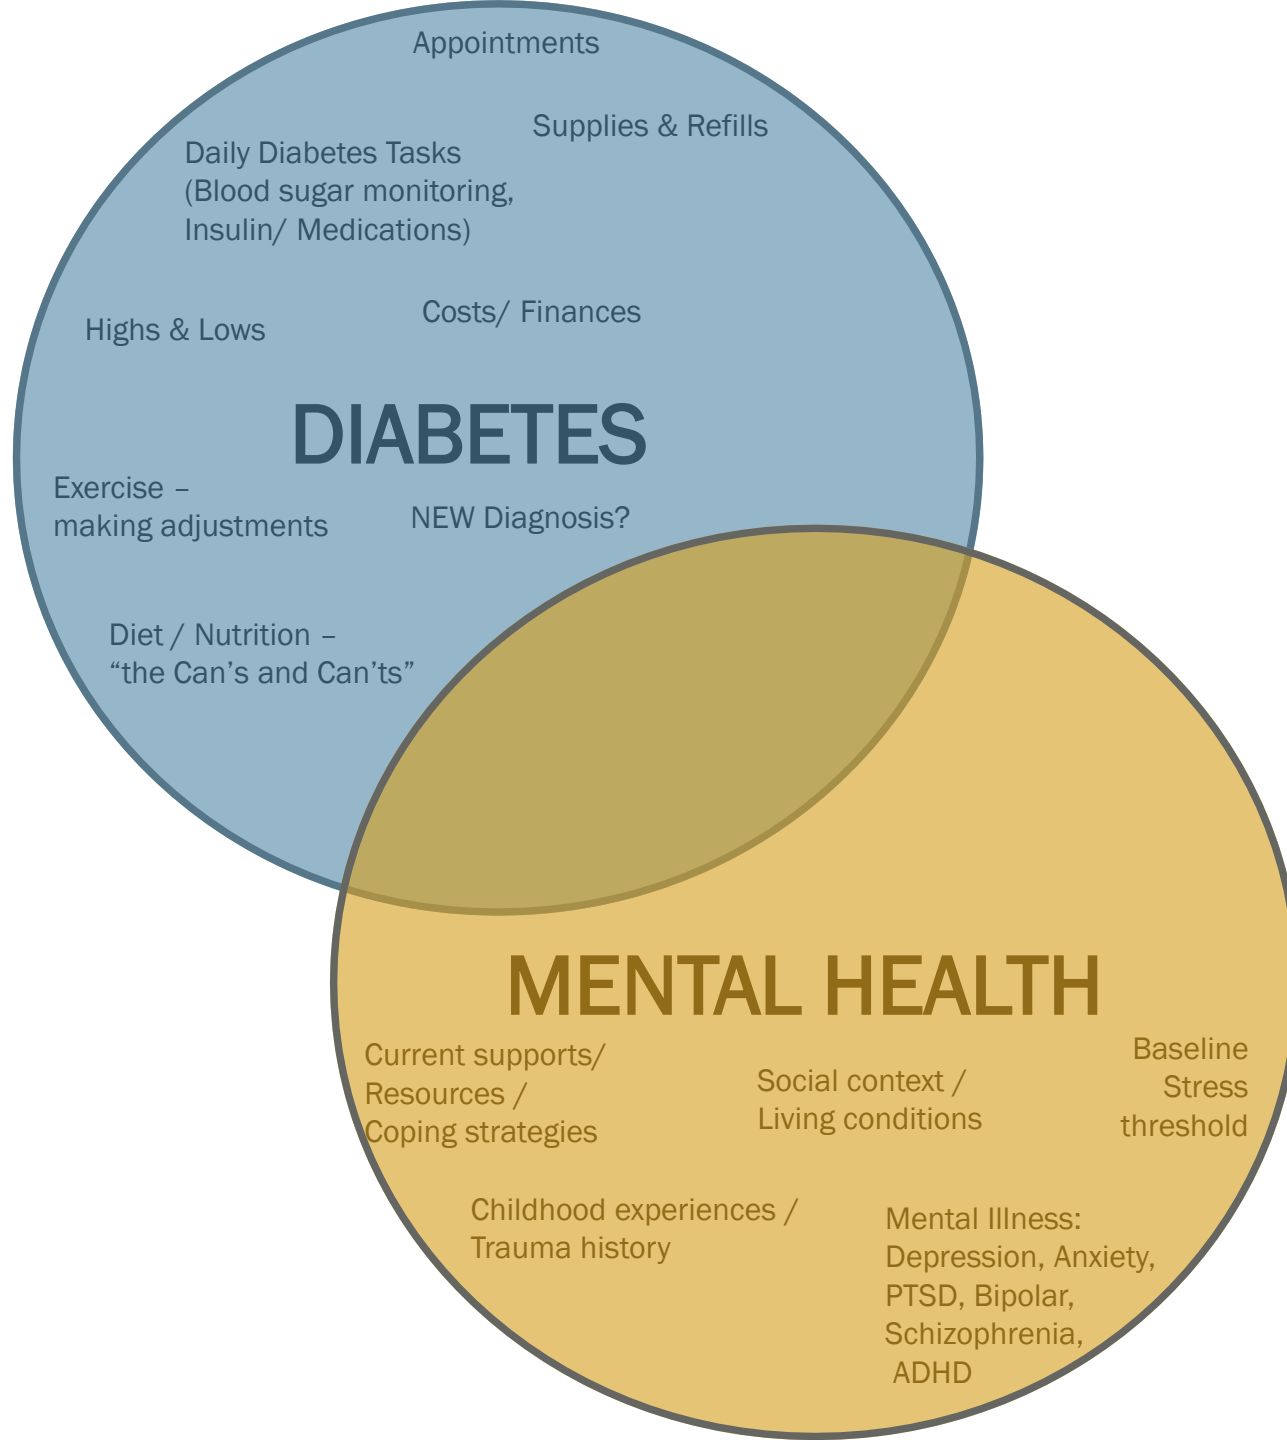 Appointments
Supplies & Refills
Daily Diabetes Tasks
(Blood sugar monitoring,
Insulin/ Medications)
Costs/ Finances
Highs & Lows
DIABETES
Exercise –
making adjustments
NEW Diagnosis?
Diet / Nutrition –
“the Can’s and Can’ts”
MENTAL HEALTH
Current supports/
Resources /
Coping strategies
Social context /
Living conditions
Baseline
Stress
threshold
Childhood experiences /
Trauma history
Mental Illness:
Depression, Anxiety,
PTSD, Bipolar,
Schizophrenia,
ADHD